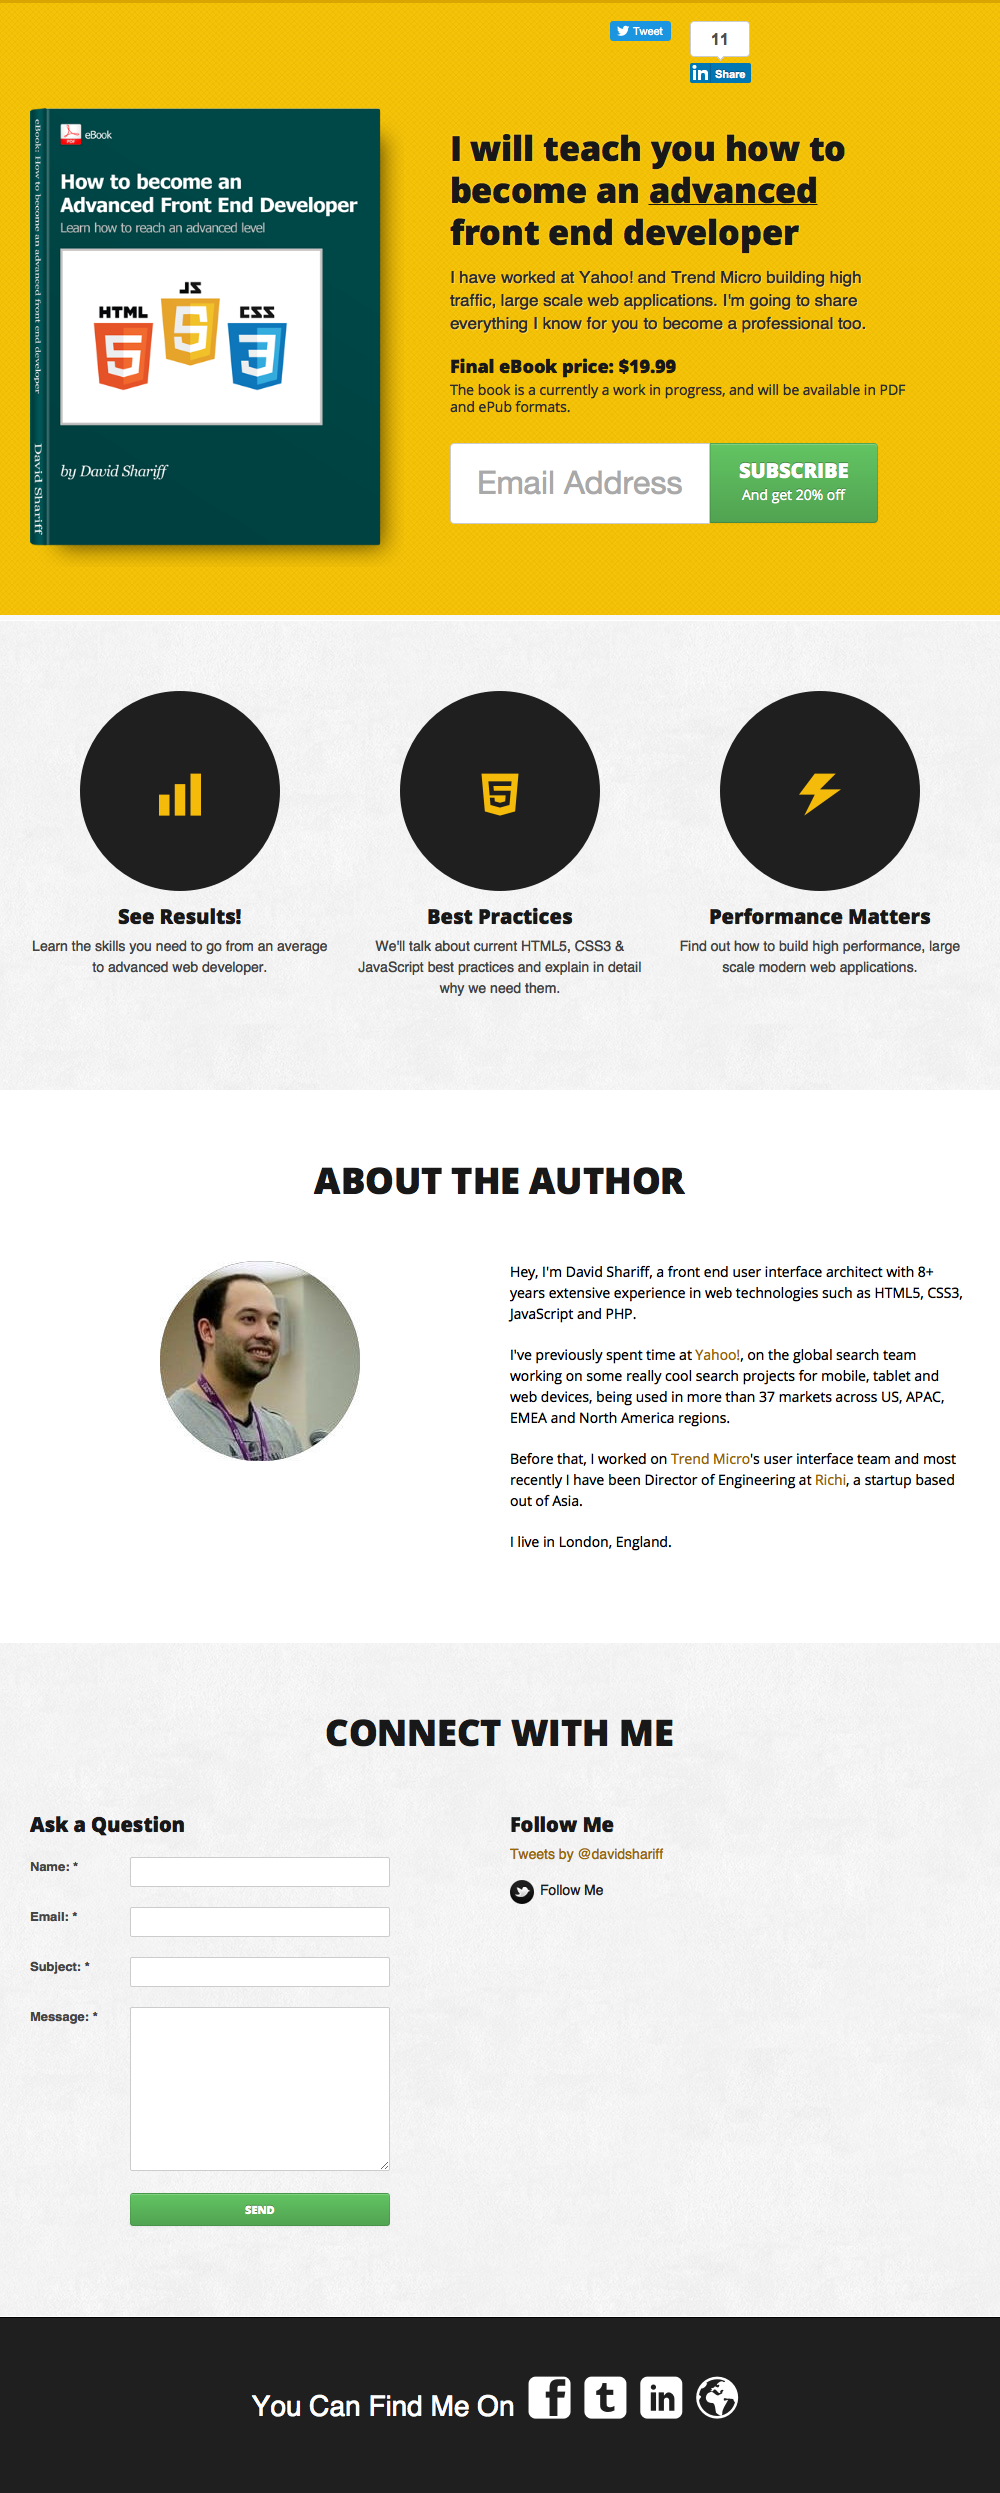 Tweet
11
in Share
eBook: How to become an advanced front end developer
David Shariff
PDF
eBook
How to become an
Advanced Front End Developer
Learn how to reach an advanced level
HTML
JS
CSS
5
5
3
by David Shariff
I will teach you how to
become an advanced
front end developer
I have worked at Yahoo! and Trend Micro building high
traffic, large scale web applications. I'm going to share
everything I know for you to become a professional too.
Final eBook price: $19.99
The book is a currently a work in progress, and will be available in PDF
and ePub formats.
Email Address
SUBSCRIBE
And get 20% off
5
See Results!
Learn the skills you need to go from an average
to advanced web developer.
Best Practices
We'll talk about current HTML5, CSS3 &
JavaScript best practices and explain in detail
why we need them.
Performance Matters
Find out how to build high performance, large
scale modern web applications.
ABOUT THE AUTHOR
Hey, I'm David Shariff, a front end user interface architect with 8+
years extensive experience in web technologies such as HTML5, CSS3,
JavaScript and PHP.
I've previously spent time at Yahoo!, on the global search team
working on some really cool search projects for mobile, tablet and
web devices, being used in more than 37 markets across US, APAC,
EMEA and North America regions.
Before that, I worked on Trend Micro's user interface team and most
recently I have been Director of Engineering at Richi, a startup based
out of Asia.
I live in London, England.
CONNECT WITH ME
Ask a Question
Name: *
Email: *
Subject: *
Message: *
SEND
Follow Me
Tweets by @davidshariff
Follow Me
You Can Find Me On
f
t
in